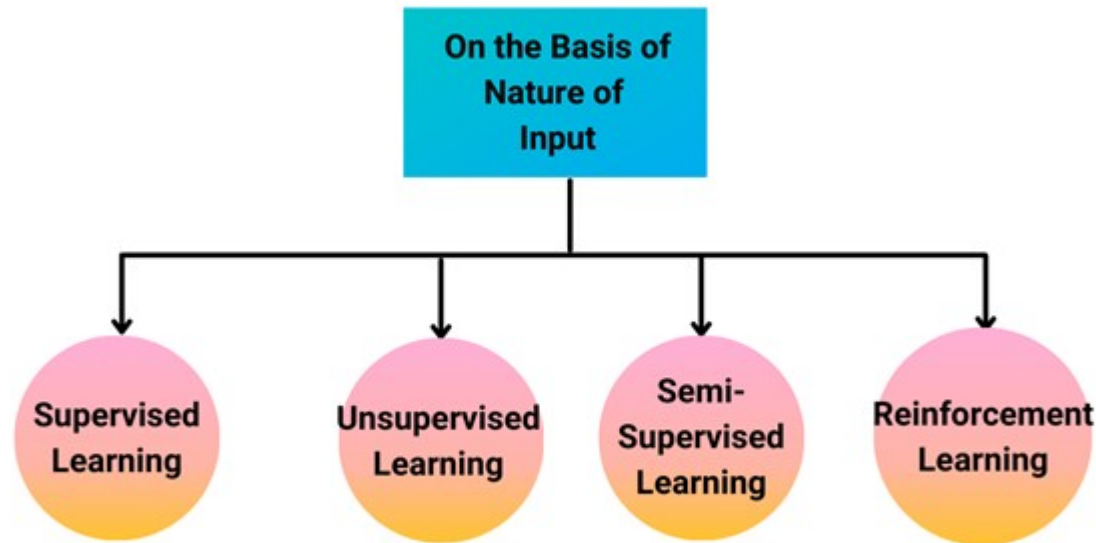 On the Basis of
Nature of
Input
Supervised
Learning
Unsupervised
Learning
Semi-
Supervised
Learning
Reinforcement
Learning